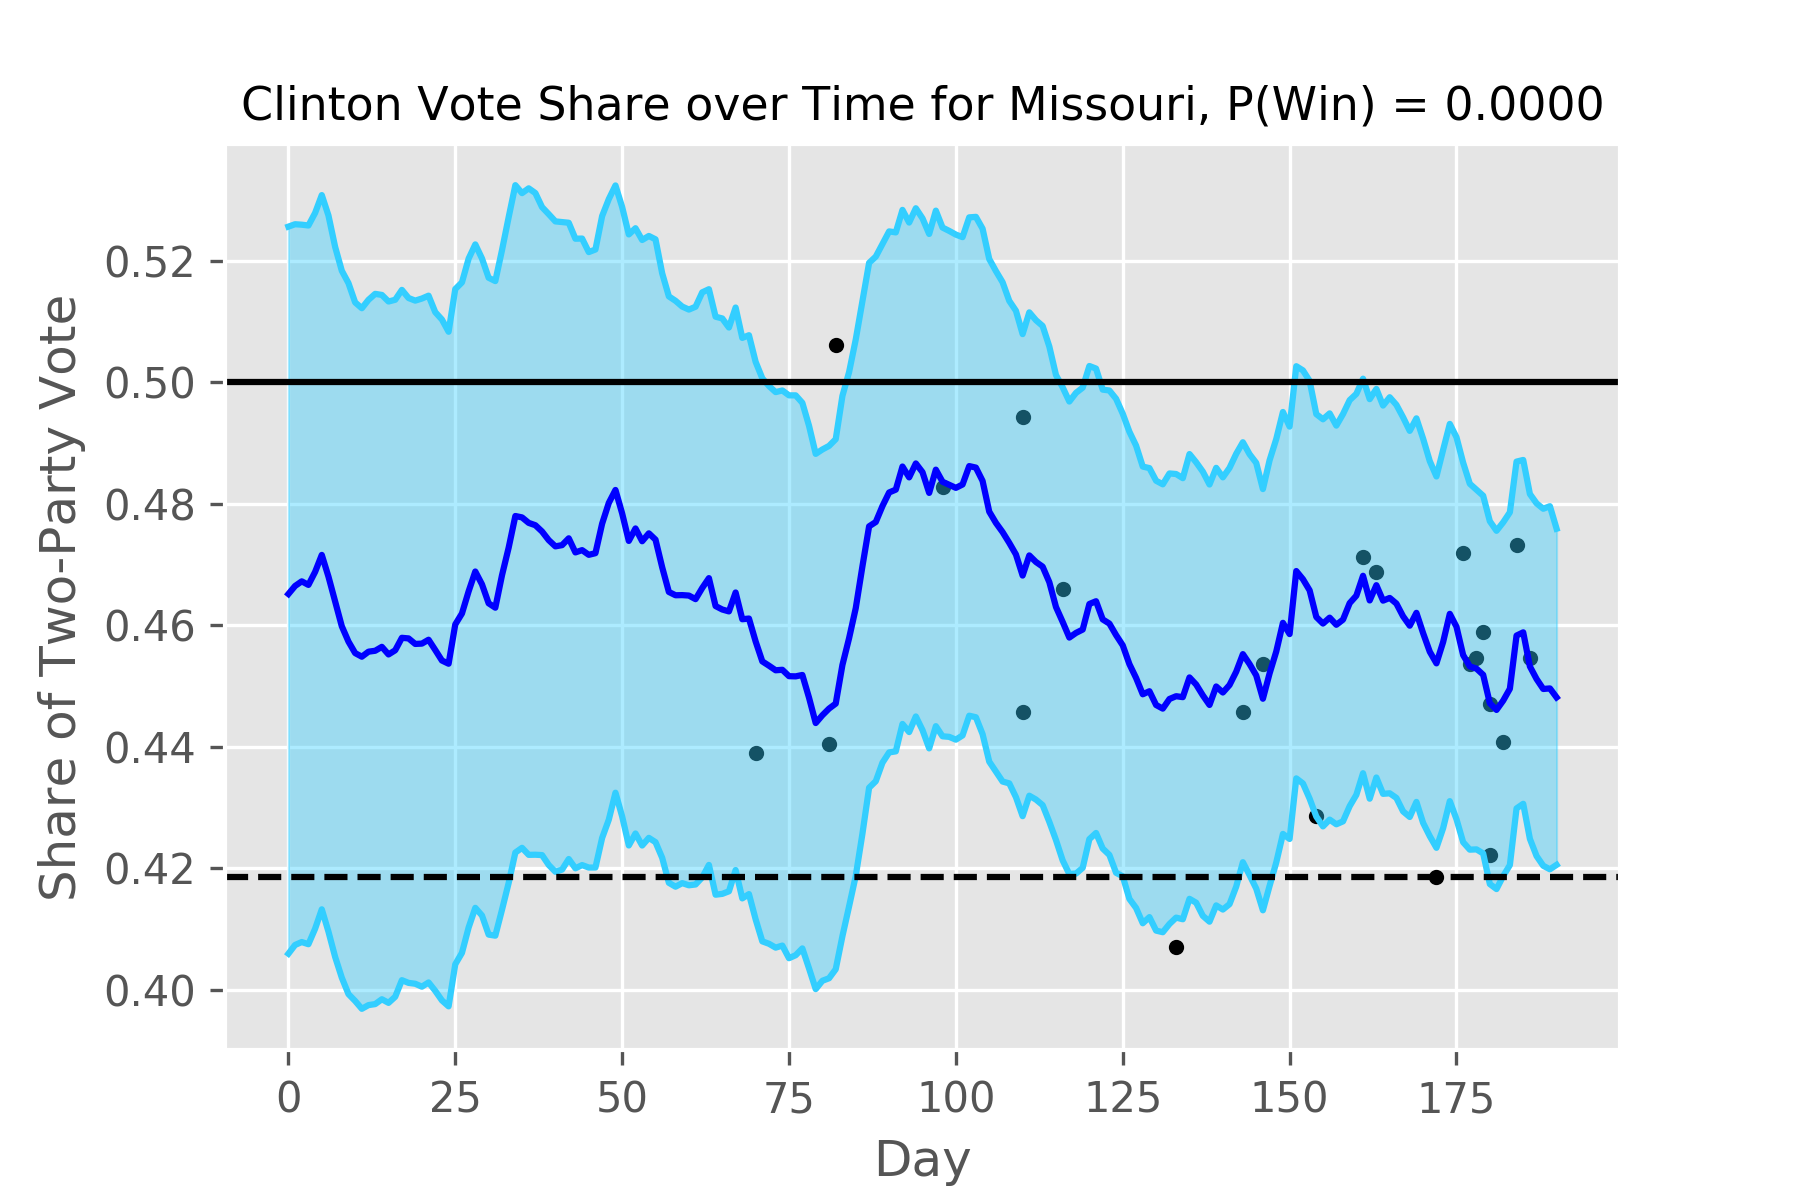 Clinton Vote Share over Time for Missouri, P(Win) = 0.0000
Share of Two-Party Vote
0.52
0.50
0.48
0.46
0.44
0.42
0.40
0 25 50 75 100 125 150 175
Day